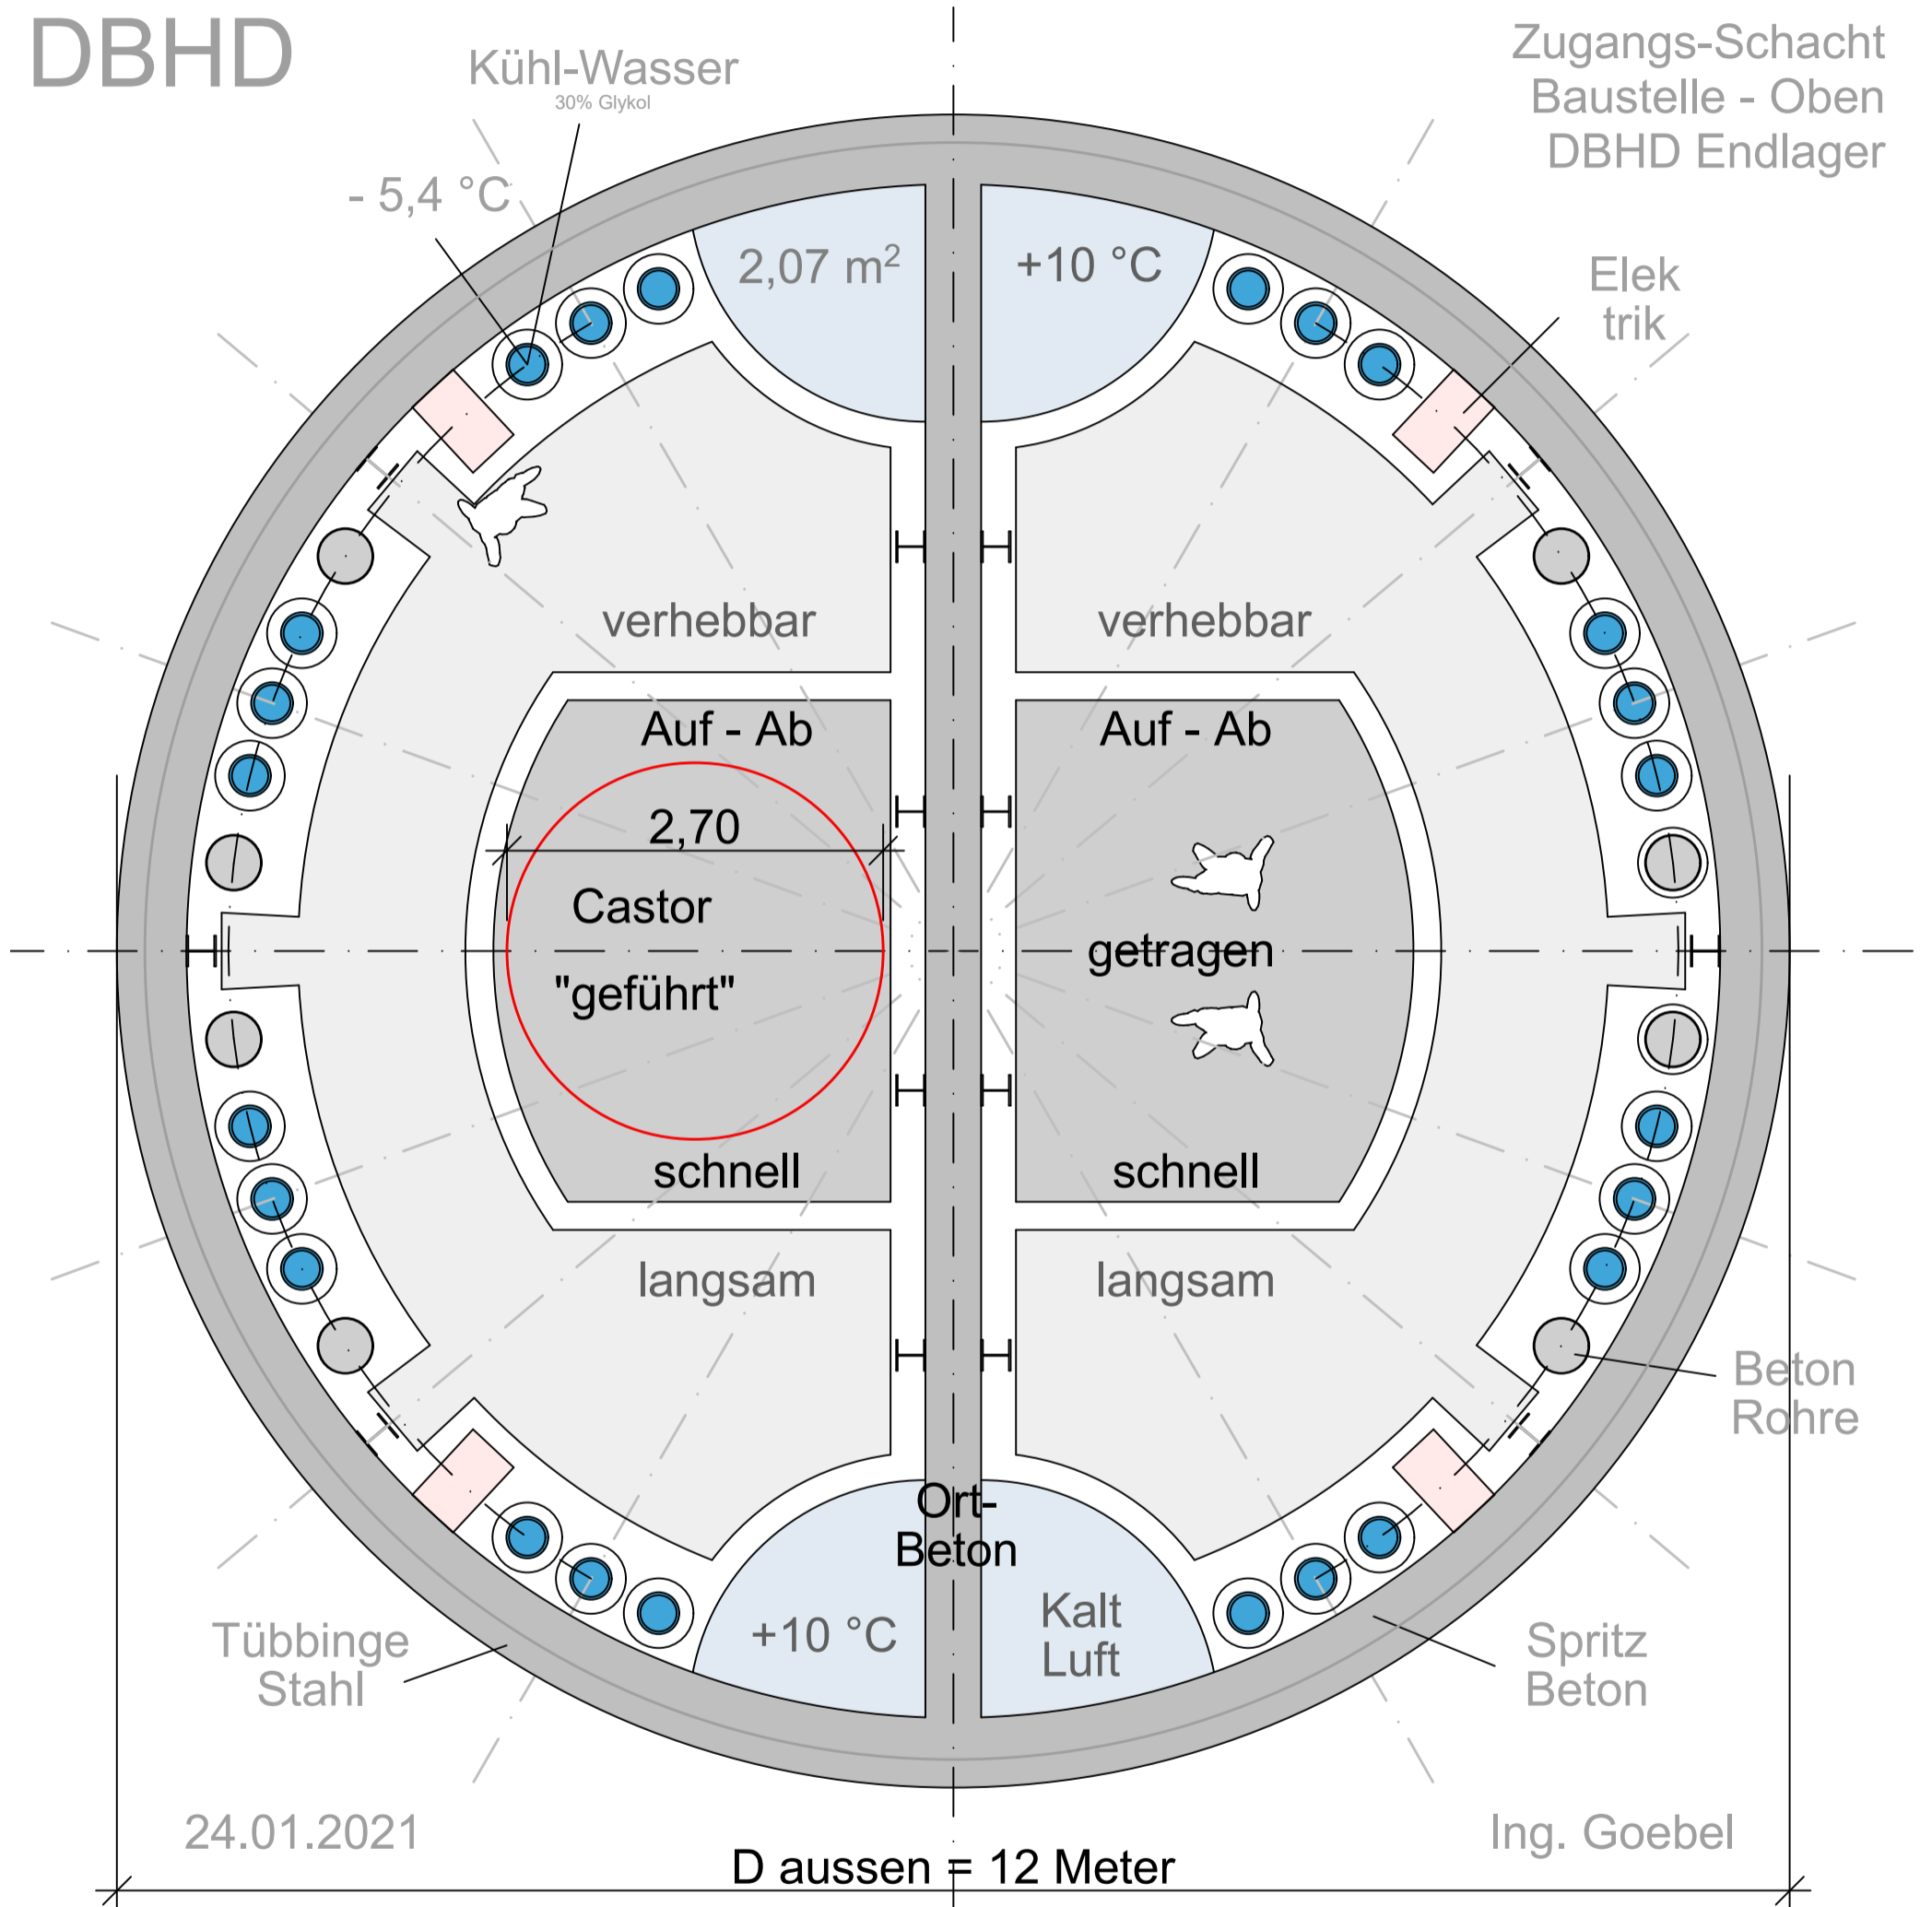 DBHD
Kühl-Wasser
30% Glykol
- 5,4 °C
Zugangs-Schacht
Baustelle - Oben
DBHD Endlager
2,07 m²
+10 °C
Elek
trik
verhebbar
verhebbar
Auf - Ab
Auf - Ab
2,70
Castor
"geführt"
getragen
schnell
schnell
langsam
langsam
Beton
Rohre
Ort-
Beton
+10 °C
Kalt
Luft
Tübbinge
Stahl
Spritz
Beton
24.01.2021
Ing. Goebel
D aussen = 12 Meter